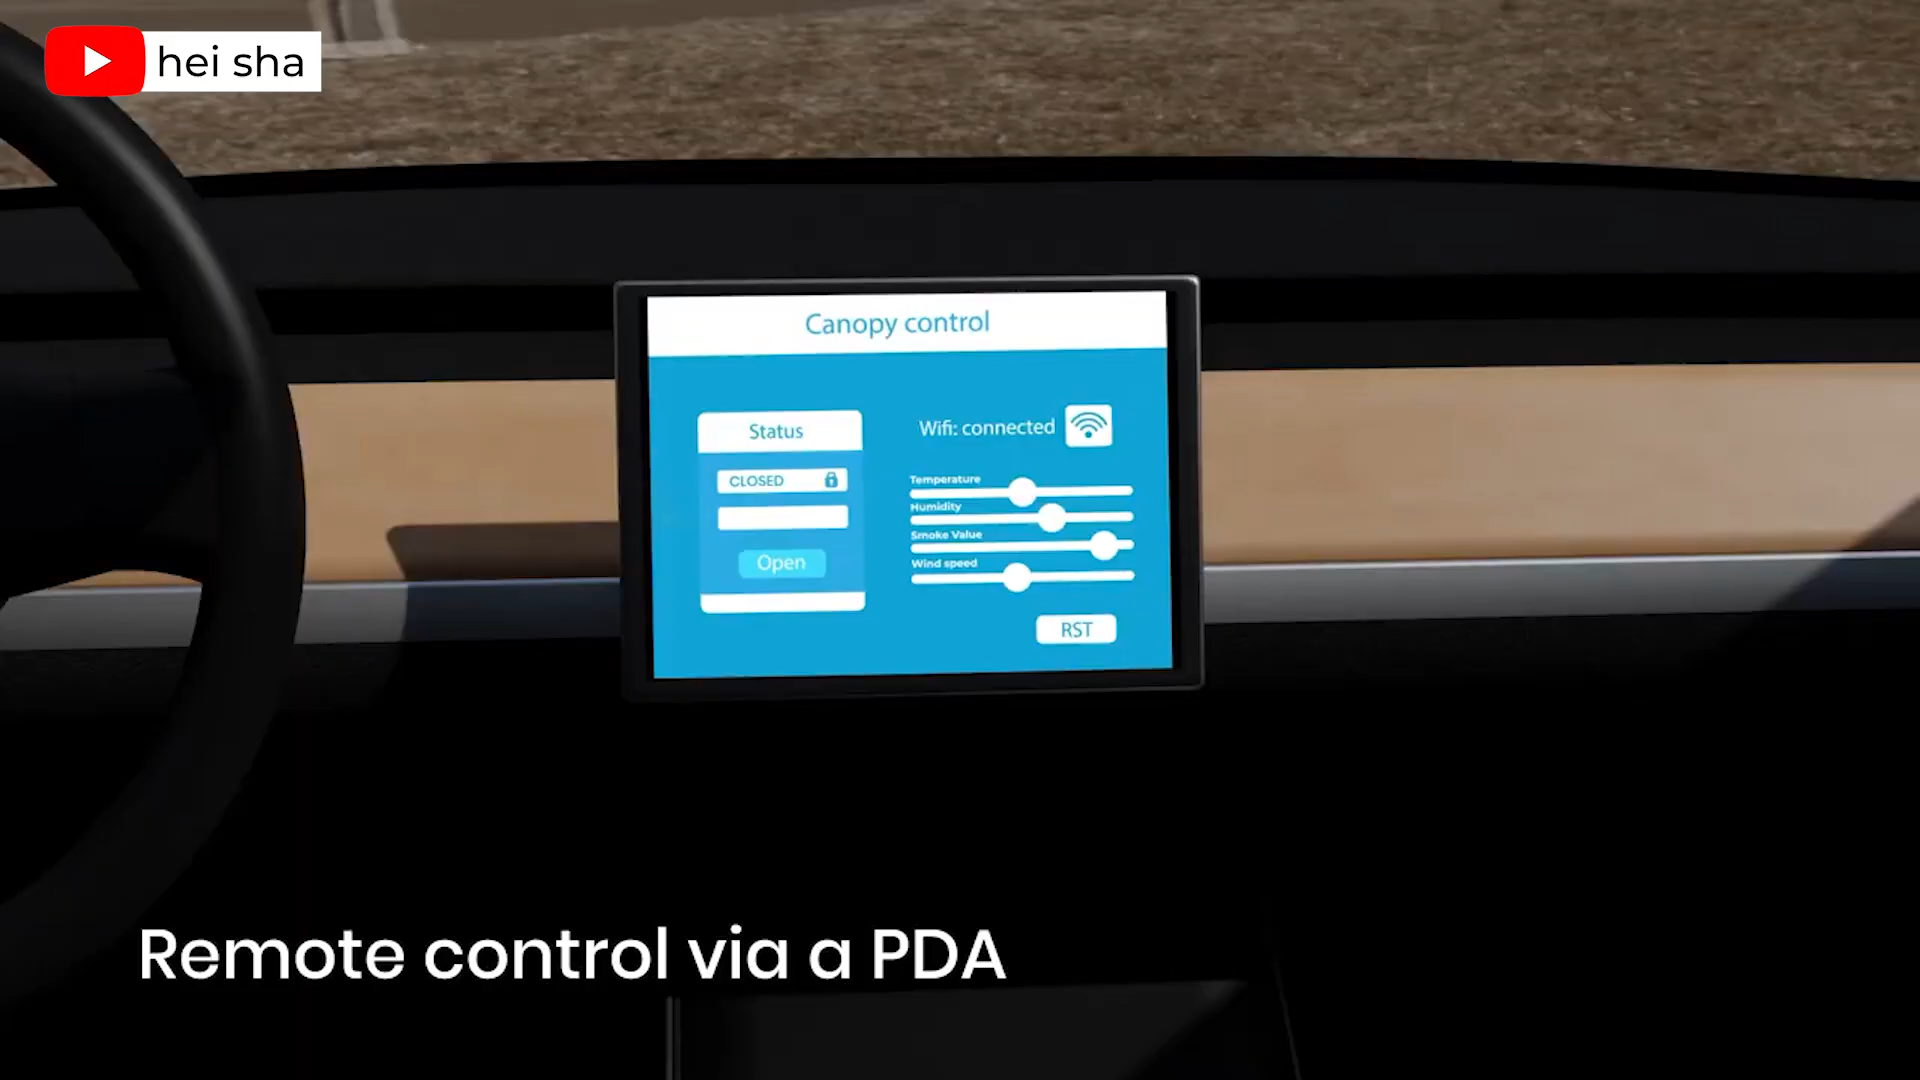 hei sha
Canopy control
Status
CLOSED
Open
Wifi: connected
Temperature
Humidity
Smoke Value
Wind speed
RST
Remote control via a PDA